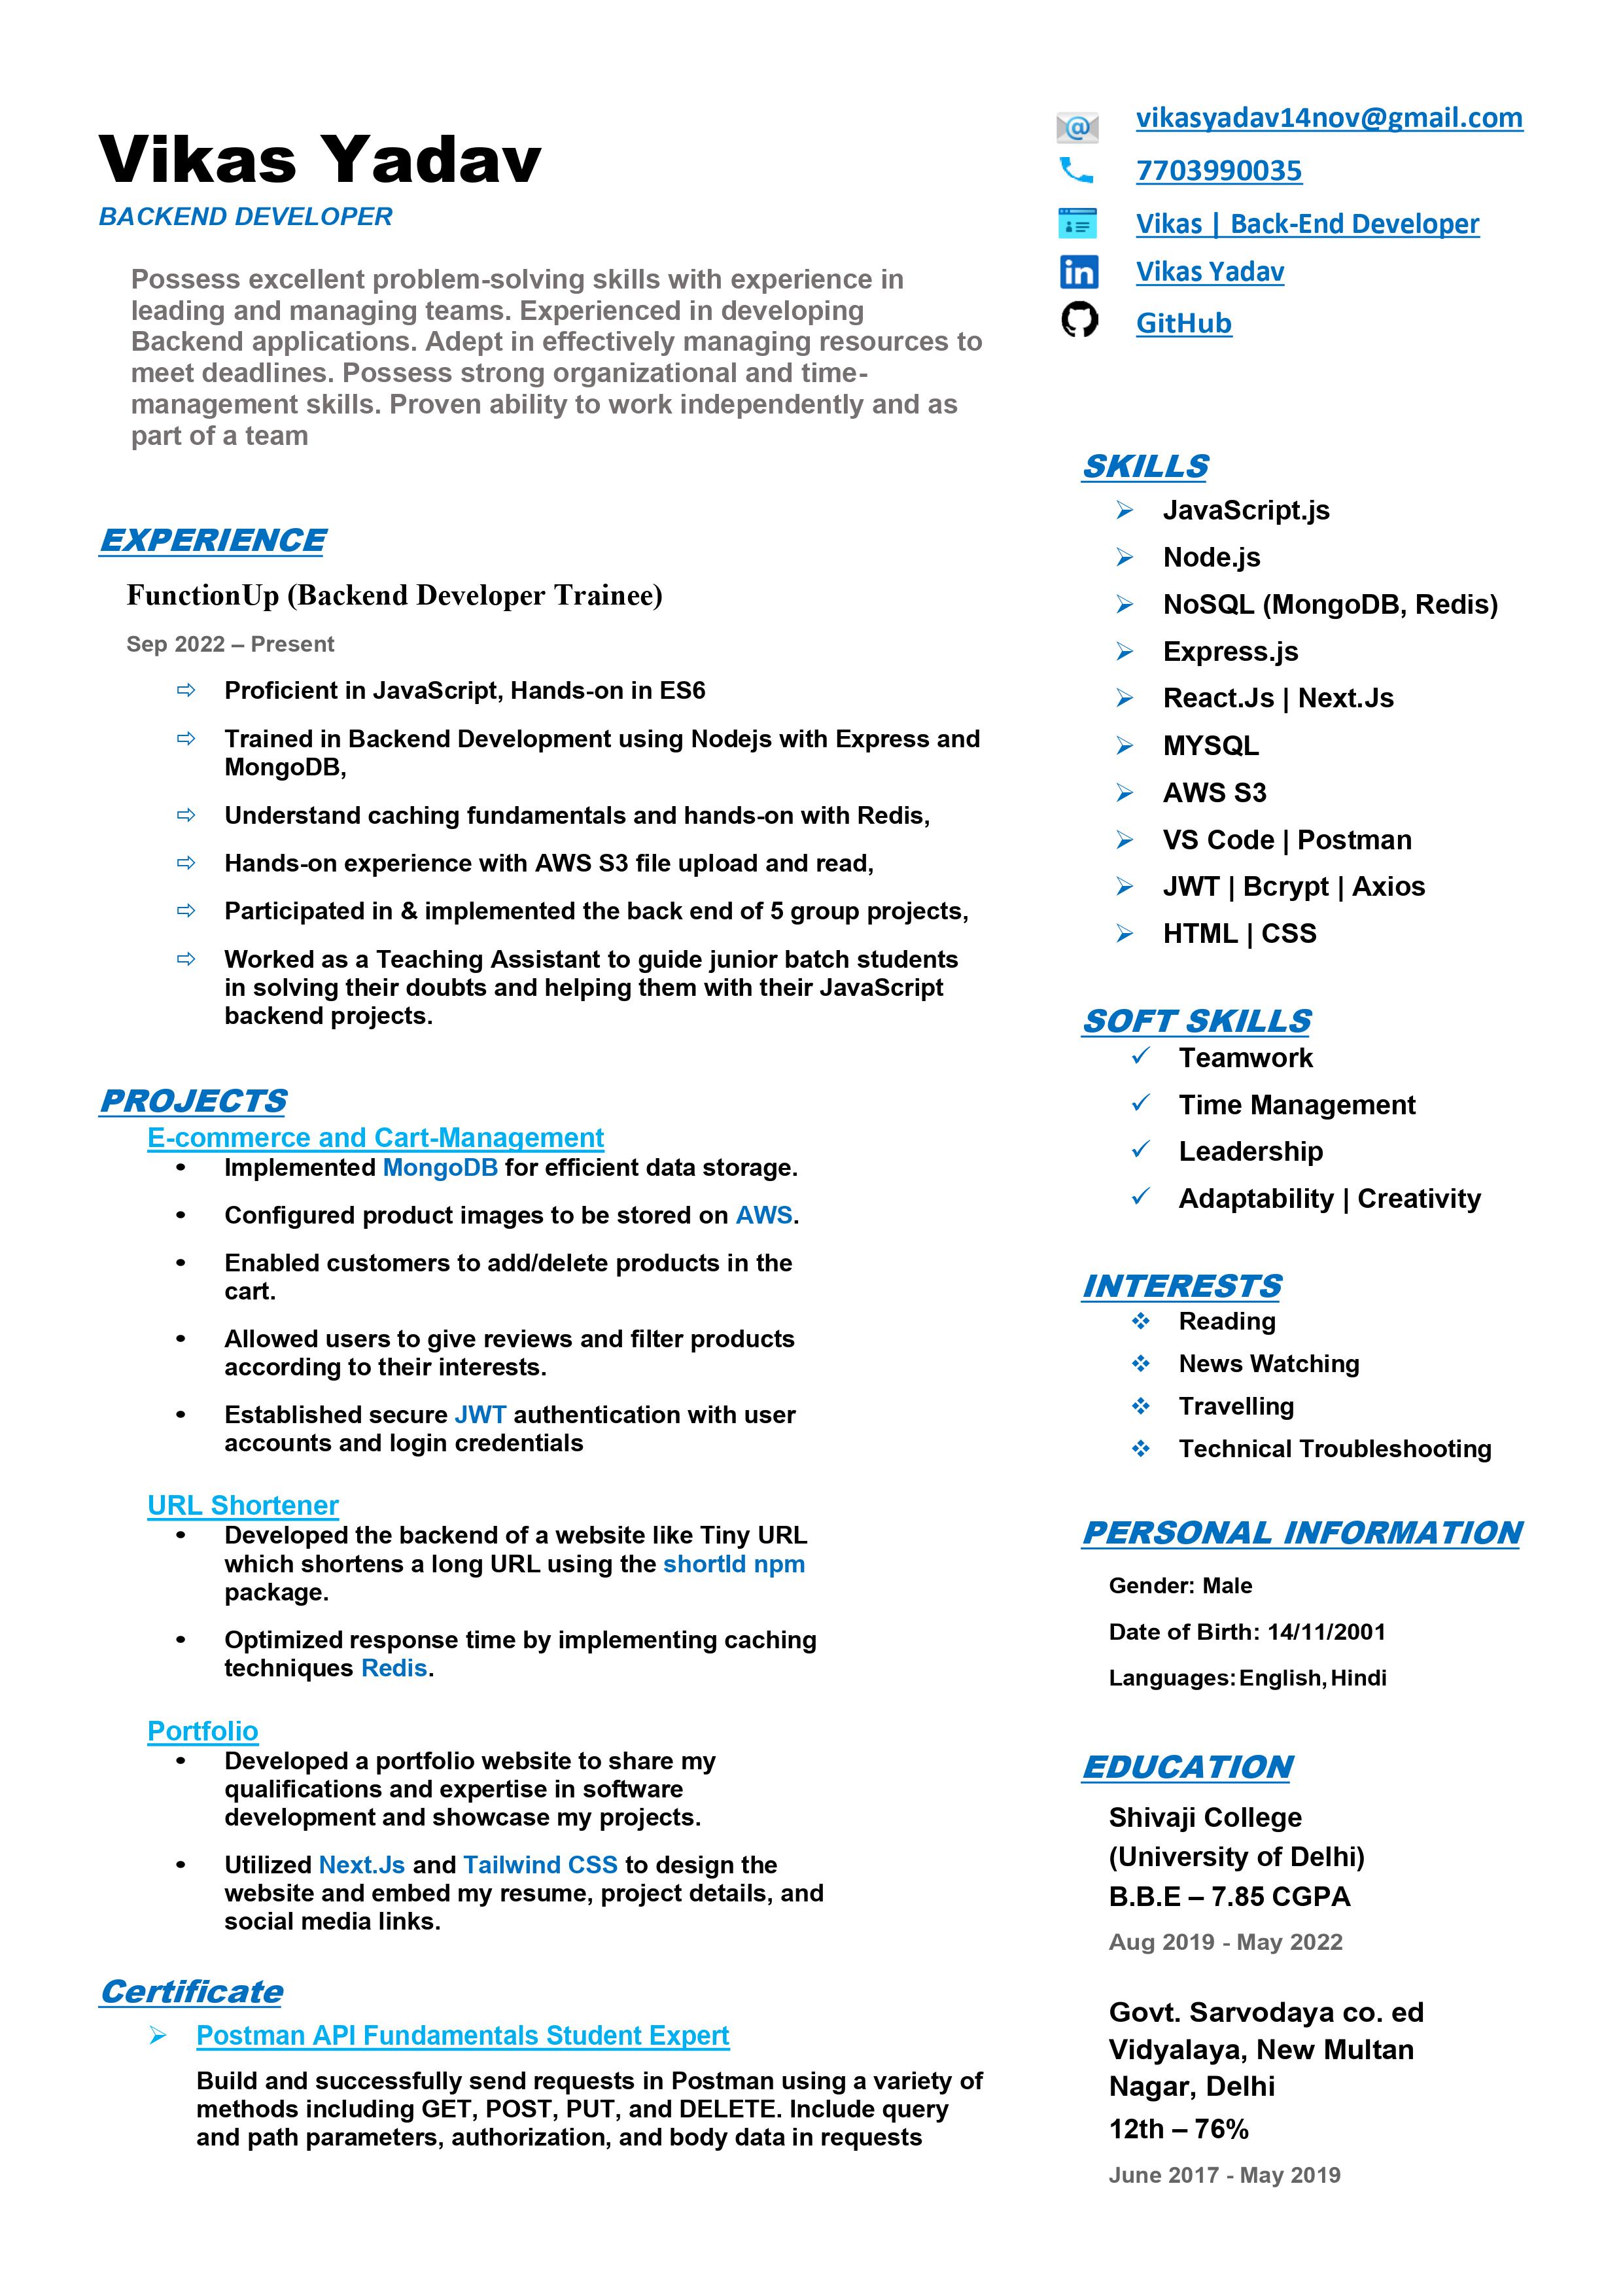 Vikas Yadav
BACKEND DEVELOPER
Possess excellent problem-solving skills with experience in
leading and managing teams. Experienced in developing
Backend applications. Adept in effectively managing resources to
meet deadlines. Possess strong organizational and time-
management skills. Proven ability to work independently and as
part of a team
EXPERIENCE
FunctionUp (Backend Developer Trainee)
Sep 2022 – Present
⇨ Proficient in JavaScript, Hands-on in ES6
⇨ Trained in Backend Development using Nodejs with Express and
MongoDB,
⇨ Understand caching fundamentals and hands-on with Redis,
⇨ Hands-on experience with AWS S3 file upload and read,
⇨ Participated in & implemented the back end of 5 group projects,
⇨ Worked as a Teaching Assistant to guide junior batch students
in solving their doubts and helping them with their JavaScript
backend projects.
PROJECTS
E-commerce and Cart-Management
• Implemented MongoDB for efficient data storage.
• Configured product images to be stored on AWS.
• Enabled customers to add/delete products in the
cart.
• Allowed users to give reviews and filter products
according to their interests.
• Established secure JWT authentication with user
accounts and login credentials
URL Shortener
• Developed the backend of a website like Tiny URL
which shortens a long URL using the shortId npm
package.
• Optimized response time by implementing caching
techniques Redis.
Portfolio
• Developed a portfolio website to share my
qualifications and expertise in software
development and showcase my projects.
• Utilized Next.Js and Tailwind CSS to design the
website and embed my resume, project details, and
social media links.
Certificate
➢ Postman API Fundamentals Student Expert
Build and successfully send requests in Postman using a variety of
methods including GET, POST, PUT, and DELETE. Include query
and path parameters, authorization, and body data in requests
vikasyadav14nov@gmail.com
7703990035
Vikas | Back-End Developer
Vikas Yadav
GitHub
SKILLS
➢ JavaScript.js
➢ Node.js
➢ NoSQL (MongoDB, Redis)
➢ Express.js
➢ React.Js | Next.Js
➢ MYSQL
➢ AWS S3
➢ VS Code | Postman
➢ JWT | Bcrypt | Axios
➢ HTML | CSS
SOFT SKILLS
✓ Teamwork
✓ Time Management
✓ Leadership
✓ Adaptability | Creativity
INTERESTS
❖ Reading
❖ News Watching
❖ Travelling
❖ Technical Troubleshooting
PERSONAL INFORMATION
Gender: Male
Date of Birth: 14/11/2001
Languages: English, Hindi
EDUCATION
Shivaji College
(University of Delhi)
B.B.E – 7.85 CGPA
Aug 2019 - May 2022
Govt. Sarvodaya co. ed
Vidyalaya, New Multan
Nagar, Delhi
12th – 76%
June 2017 - May 2019